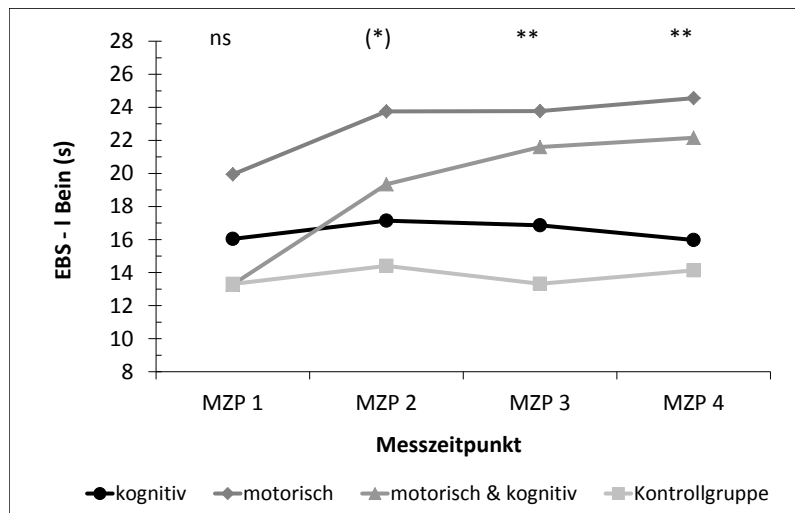 ns (*) ** **
28
26
24
22
20
18
16
14
12
10
8
EBS - l Bein (s)
MZP 1 MZP 2 MZP 3 MZP 4
Messzeitpunkt
kognitiv motorisch motorisch & kognitiv Kontrollgruppe